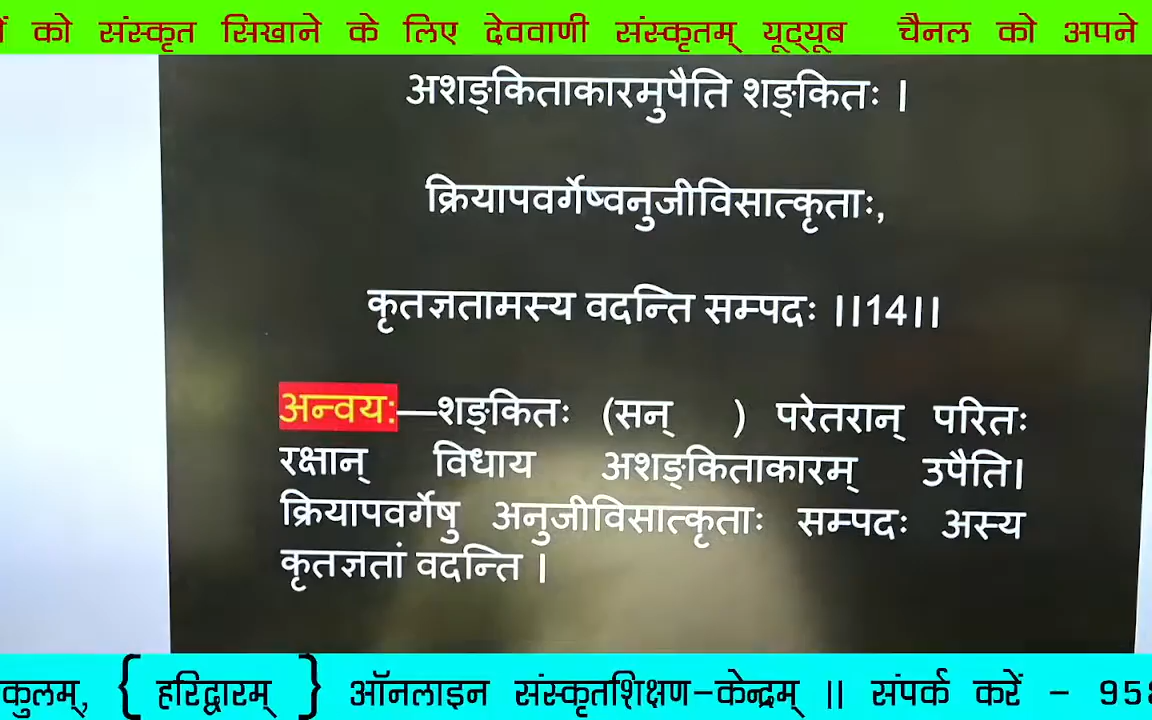 को संस्कृत सिखाने के लिए देववाणी संस्कृतम् यूट्यूब चैनल को अपने
अशङ्किताकारमुपैति शङ्कितः ।
क्रियापवर्गेष्वनुजीविसात्कृताः,
कृतज्ञतामस्य वदन्ति सम्पदः ।।14।।
अन्वय:—शङ्कितः (सन् ) परेतरान् परितः
रक्षान् विधाय अशङ्किताकारम् उपैति।
क्रियापवर्गेषु अनुजीविसात्कृताः सम्पदः अस्य
कृतज्ञतां वदन्ति ।
कुलम्, { हरिद्वारम् } ऑनलाइन संस्कृतशिक्षण-केन्द्रम् || संपर्क करें - 95